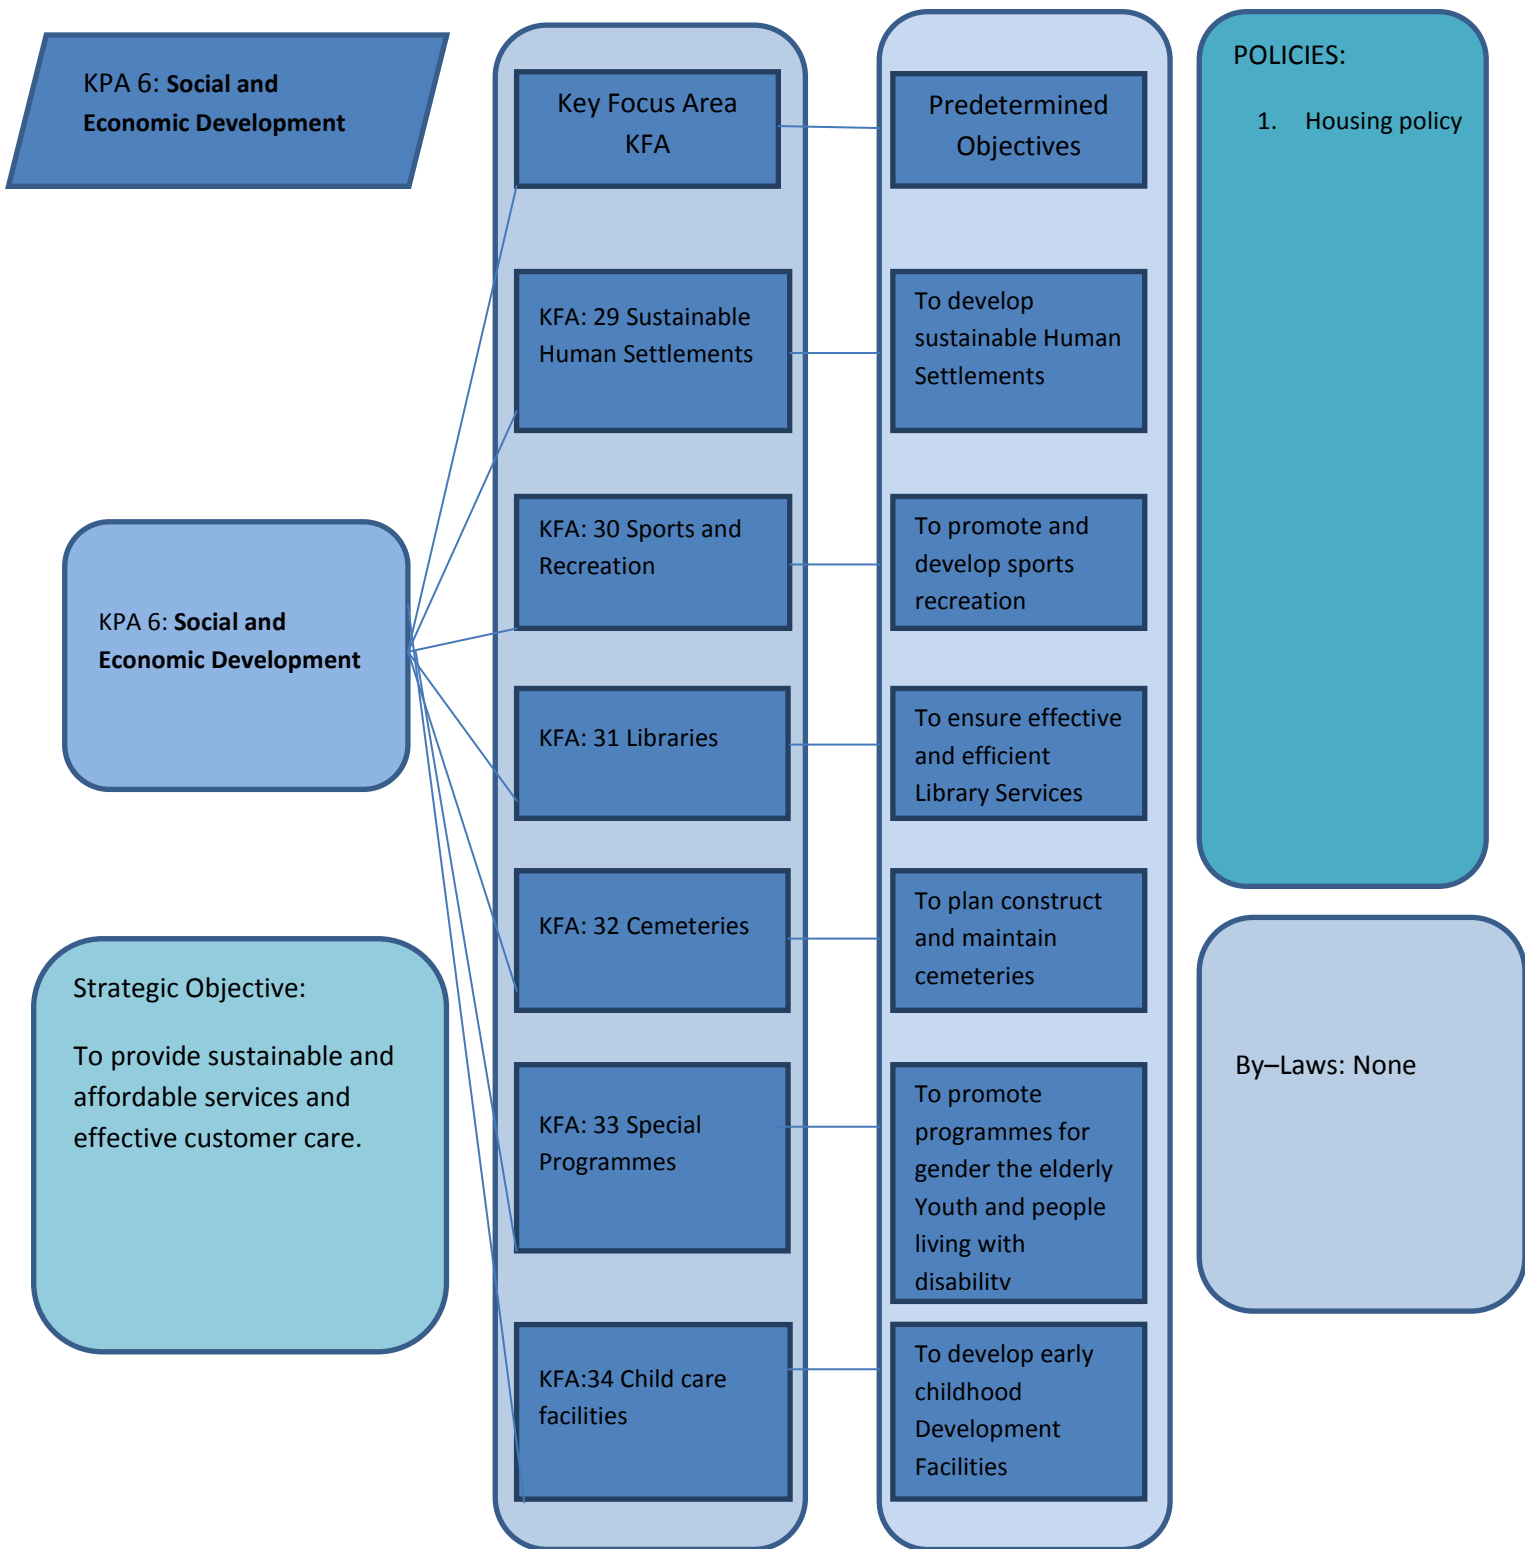 KPA 6: Social and
Economic Development
Key Focus Area
KFA
Predetermined
Objectives
POLICIES:
1. Housing policy
KFA: 29 Sustainable
Human Settlements
To develop
sustainable Human
Settlements
KFA: 30 Sports and
Recreation
To promote and
develop sports
recreation
KPA 6: Social and
Economic Development
KFA: 31 Libraries
To ensure effective
and efficient
Library Services
KFA: 32 Cemeteries
To plan construct
and maintain
cemeteries
Strategic Objective:
To provide sustainable and
affordable services and
effective customer care.
By–Laws: None
KFA: 33 Special
Programmes
To promote
programmes for
gender the elderly
Youth and people
living with
disability
KFA:34 Child care
facilities
To develop early
childhood
Development
Facilities